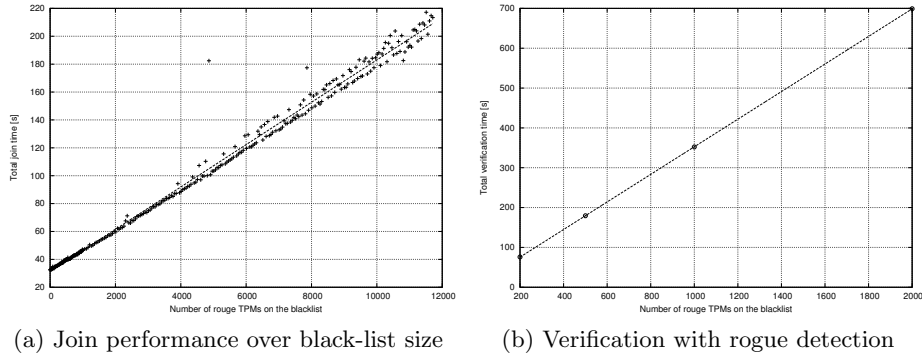 220
200
180
160
140
120
100
80
60
40
20
Total join time [s]
0 2000 4000 6000 8000 10000 12000
Number of rouge TPMs on the blacklist
(a) Join performance over black-list size
700
600
500
400
300
200
100
0
Total verification time [s]
200 400 600 800 1000 1200 1400 1600 1800 2000
Number of rouge TPMs on the blacklist
(b) Verification with rogue detection